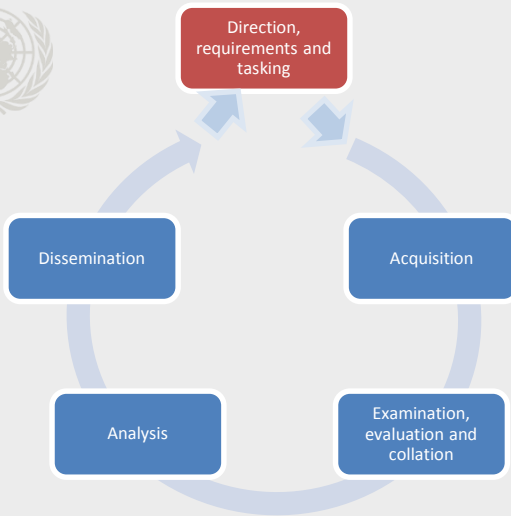 Direction,
requirements and
tasking
Acquisition
Examination,
evaluation and
collation
Analysis
Dissemination